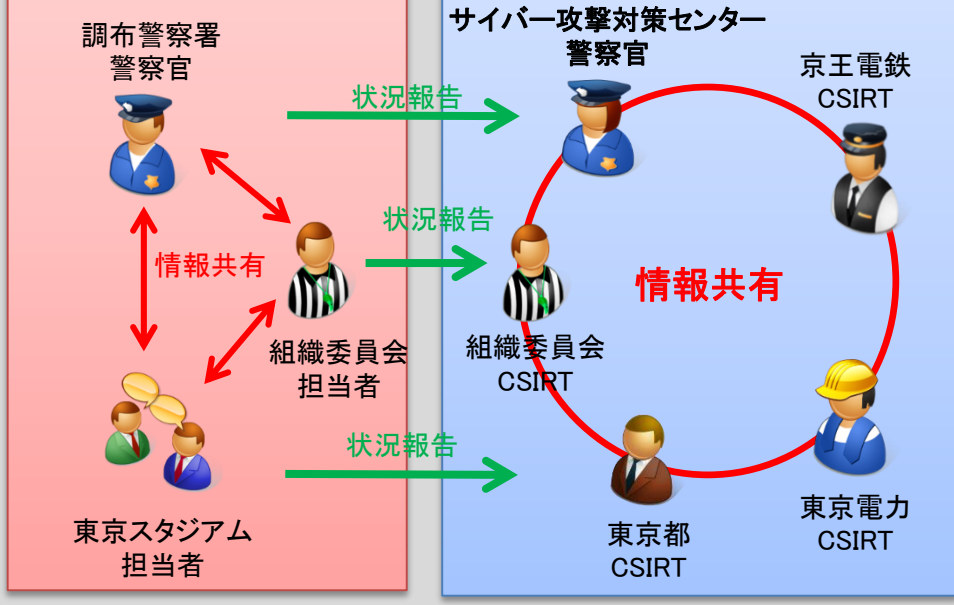 調布警察署
警察官
情報共有
組織委員会
担当者
東京スタジアム
担当者
状況報告
状況報告
状況報告
サイバー攻撃対策センター
警察官
京王電鉄
CSIRT
情報共有
組織委員会
CSIRT
東京都
CSIRT
東京電力
CSIRT